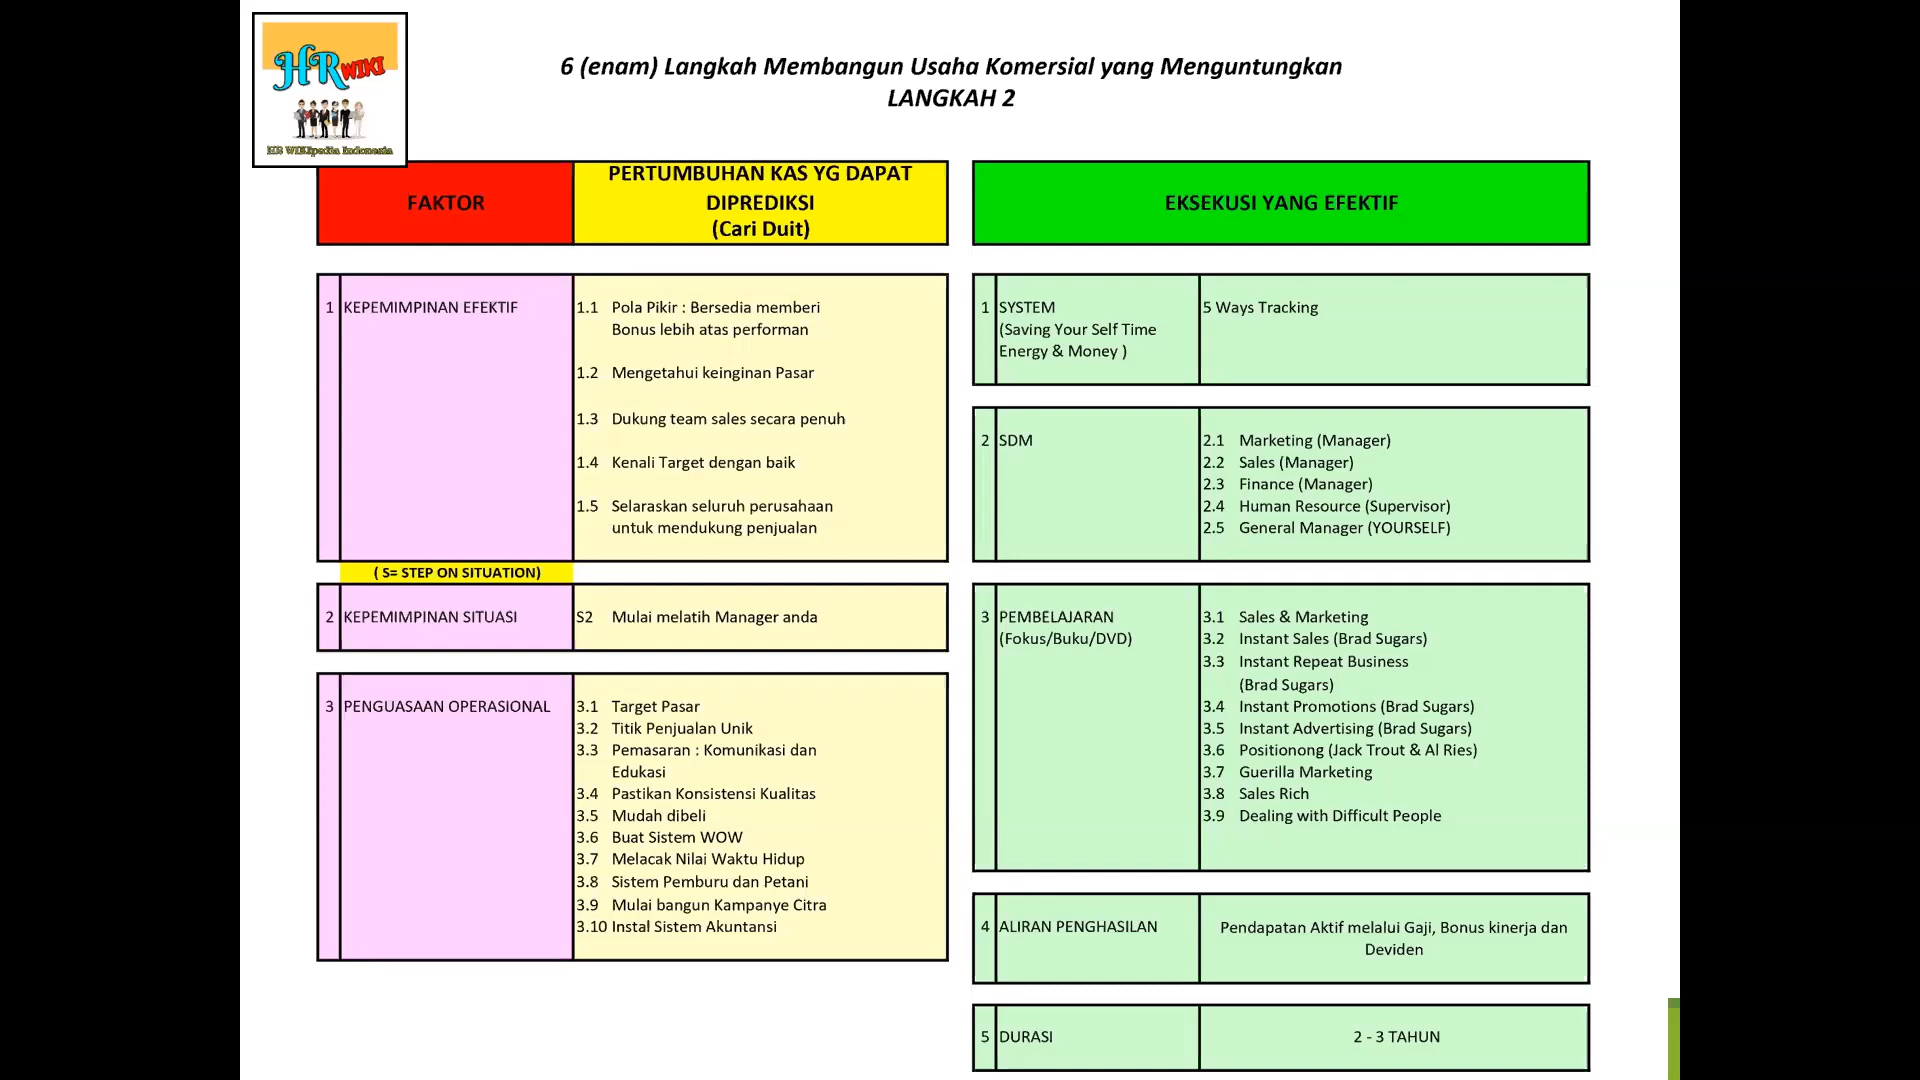 HR WIKI
HR WIKIpedia Indonesia
6 (enam) Langkah Membangun Usaha Komersial yang Menguntungkan
LANGKAH 2
FAKTOR
PERTUMBUHAN KAS YG DAPAT
DIPREDIKSI
(Cari Duit)
1 KEPEMIMPINAN EFEKTIF
1.1 Pola Pikir : Bersedia memberi
Bonus lebih atas performan
1.2 Mengetahui keinginan Pasar
1.3 Dukung team sales secara penuh
1.4 Kenali Target dengan baik
1.5 Selaraskan seluruh perusahaan
untuk mendukung penjualan
( S= STEP ON SITUATION)
2 KEPEMIMPINAN SITUASI
S2 Mulai melatih Manager anda
3 PENGUASAAN OPERASIONAL
3.1 Target Pasar
3.2 Titik Penjualan Unik
3.3 Pemasaran : Komunikasi dan
Edukasi
3.4 Pastikan Konsistensi Kualitas
3.5 Mudah dibeli
3.6 Buat Sistem WOW
3.7 Melacak Nilai Waktu Hidup
3.8 Sistem Pemburu dan Petani
3.9 Mulai bangun Kampanye Citra
3.10 Instal Sistem Akuntansi
EKSEKUSI YANG EFEKTIF
1 SYSTEM
(Saving Your Self Time
Energy & Money )
5 Ways Tracking
2 SDM
2.1 Marketing (Manager)
2.2 Sales (Manager)
2.3 Finance (Manager)
2.4 Human Resource (Supervisor)
2.5 General Manager (YOURSELF)
3 PEMBELAJARAN
(Fokus/Buku/DVD)
3.1 Sales & Marketing
3.2 Instant Sales (Brad Sugars)
3.3 Instant Repeat Business
(Brad Sugars)
3.4 Instant Promotions (Brad Sugars)
3.5 Instant Advertising (Brad Sugars)
3.6 Positionong (Jack Trout & Al Ries)
3.7 Guerilla Marketing
3.8 Sales Rich
3.9 Dealing with Difficult People
4 ALIRAN PENGHASILAN
Pendapatan Aktif melalui Gaji, Bonus kinerja dan
Deviden
5 DURASI
2 - 3 TAHUN